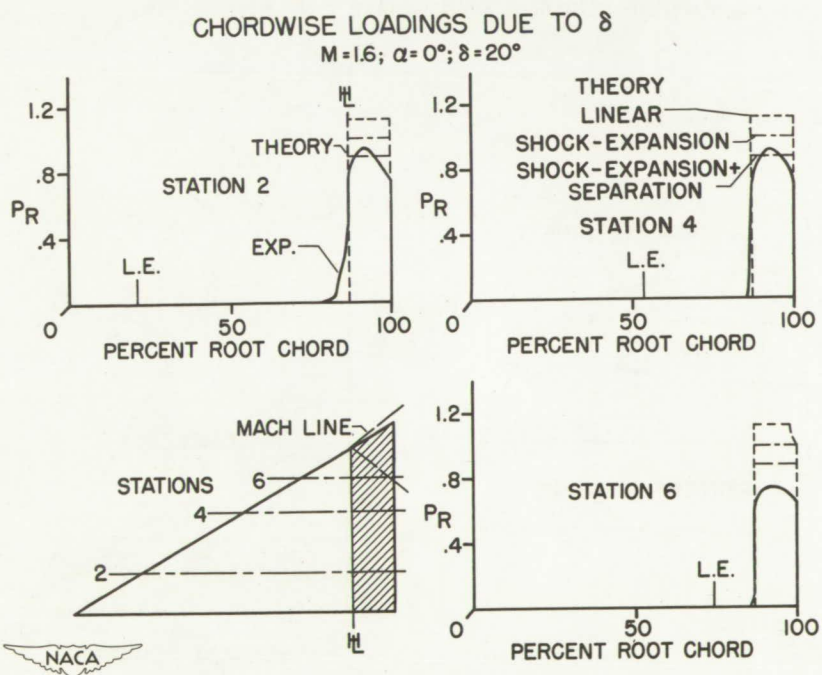 CHORDWISE LOADINGS DUE TO δ
M=1.6; α=0°; δ=20°
1.2
.8
.4
0
PR
HL
THEORY
STATION 2
EXP.
L.E.
50
100
PERCENT ROOT CHORD
1.2
.8
.4
0
PR
THEORY
LINEAR
SHOCK-EXPANSION
SHOCK-EXPANSION+
SEPARATION
STATION 4
L.E.
50
100
PERCENT ROOT CHORD
MACH LINE
STATIONS
6
4
2
HL
1.2
.8
.4
0
PR
STATION 6
L.E.
50
100
PERCENT ROOT CHORD
NACA